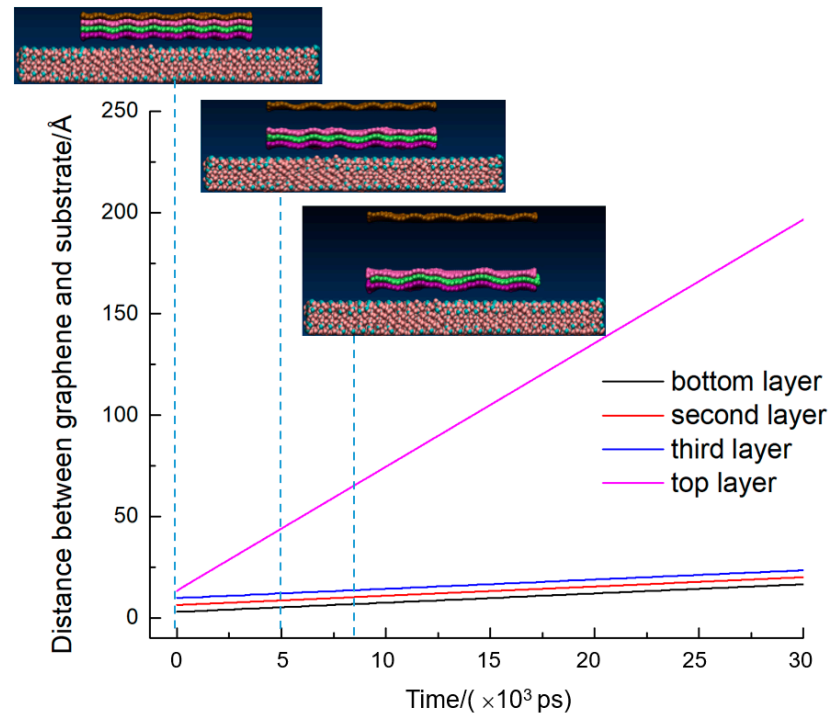 Distance between graphene and substrate/Å
250
200
150
100
50
0
bottom layer
second layer
third layer
top layer
0 5 10 15 20 25 30
Time/( ×10³ ps)